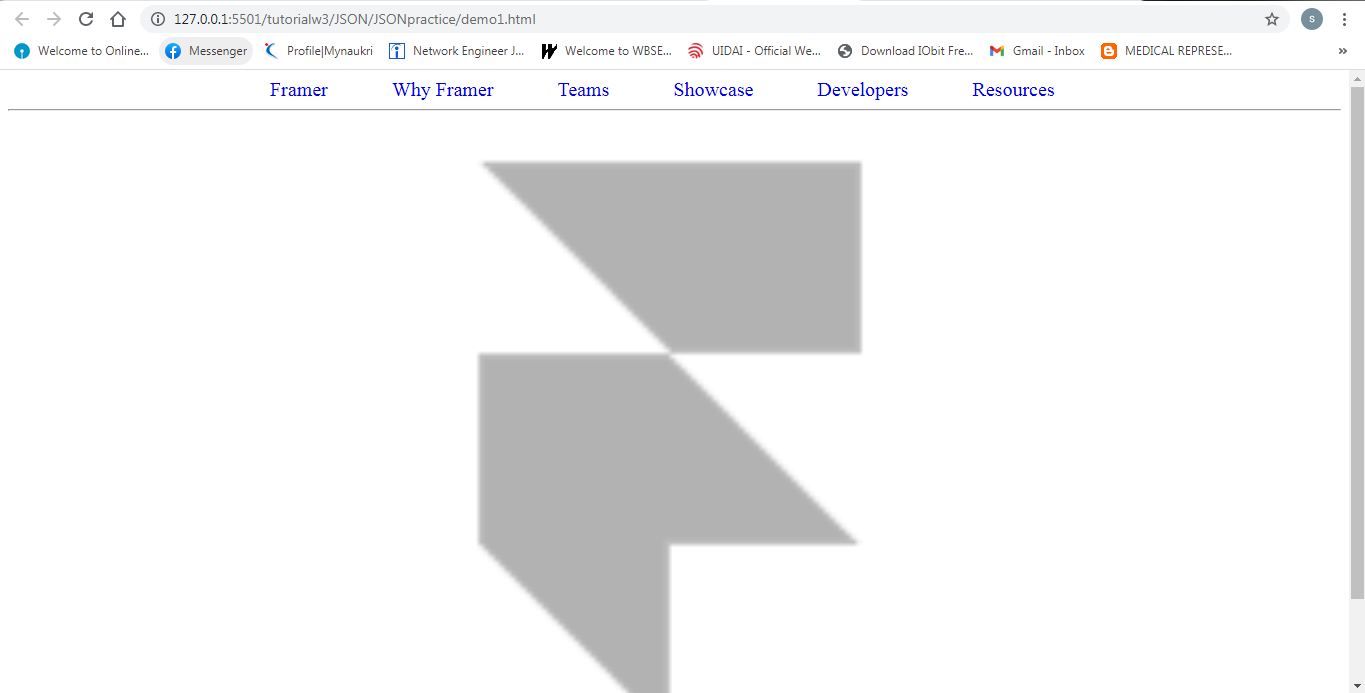 127.0.0.1:5501/tutorialw3/JSON/JSONpractice/demo1.html
S
Welcome to Online... Messenger Profile|Mynaukri Network Engineer J... Welcome to WBSE... UIDAI - Official We... Download IObit Fre... Gmail - Inbox MEDICAL REPRESE... »
Framer Why Framer Teams Showcase Developers Resources